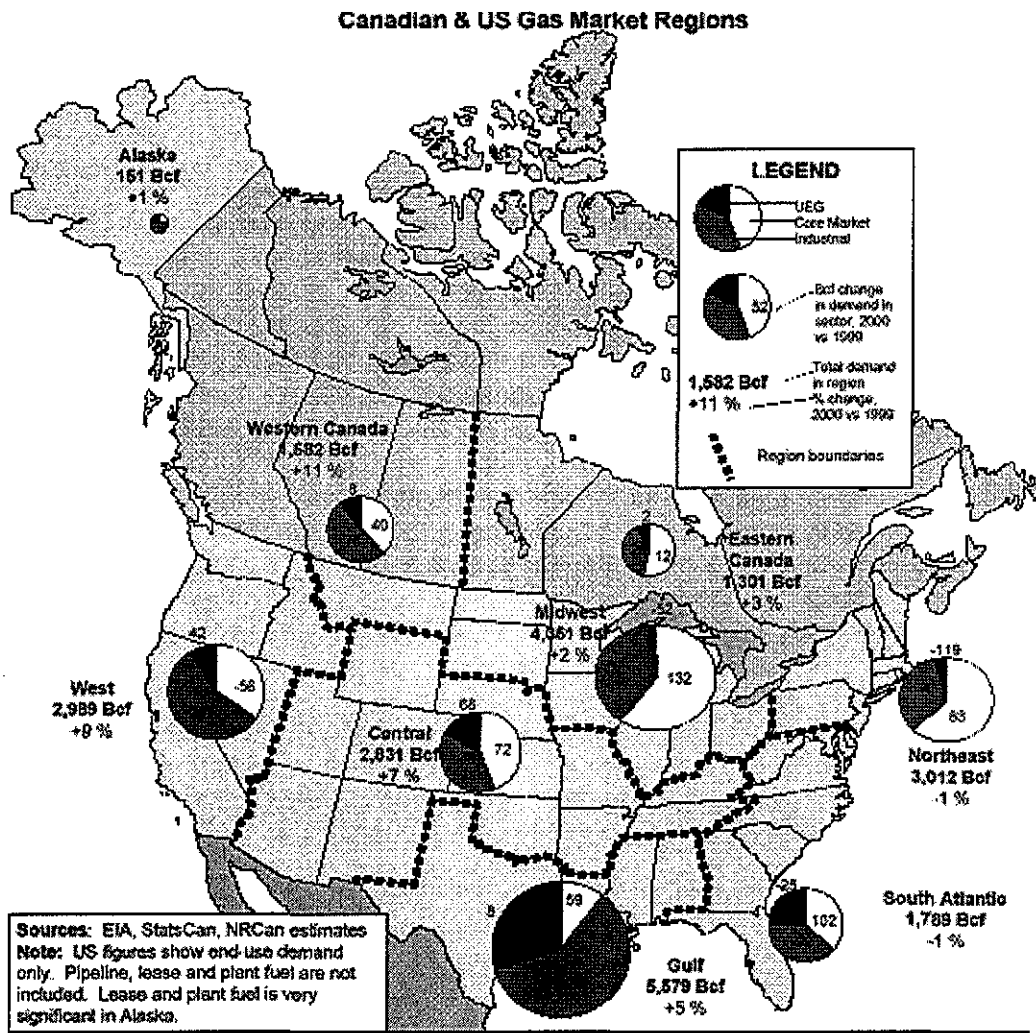 Canadian & US Gas Market Regions
Alaska
151 Bcf
+1 %
LEGEND
UEG
Core Market
Industrial
52
Bcf change
in demand in
sector, 2000
vs 1999
1,582 Bcf
+11 %
Total demand
in region
% change,
2000 vs 1999
Region boundaries
Western Canada
1,582 Bcf
+11 %
8
40
2
12
Eastern
Canada
1,301 Bcf
+3 %
Midwest
+2 %
-52
132
42
-56
West
2,989 Bcf
+9 %
Central
2,831 Bcf
+7 %
68
72
-119
83
Northeast
3,012 Bcf
-1 %
59
8
Gulf
5,579 Bcf
+5 %
-25
102
South Atlantic
1,789 Bcf
-1 %
Sources: EIA, StatsCan, NRCan estimates
Note: US figures show end-use demand
only. Pipeline, lease and plant fuel are not
included. Lease and plant fuel is very
significant in Alaska.